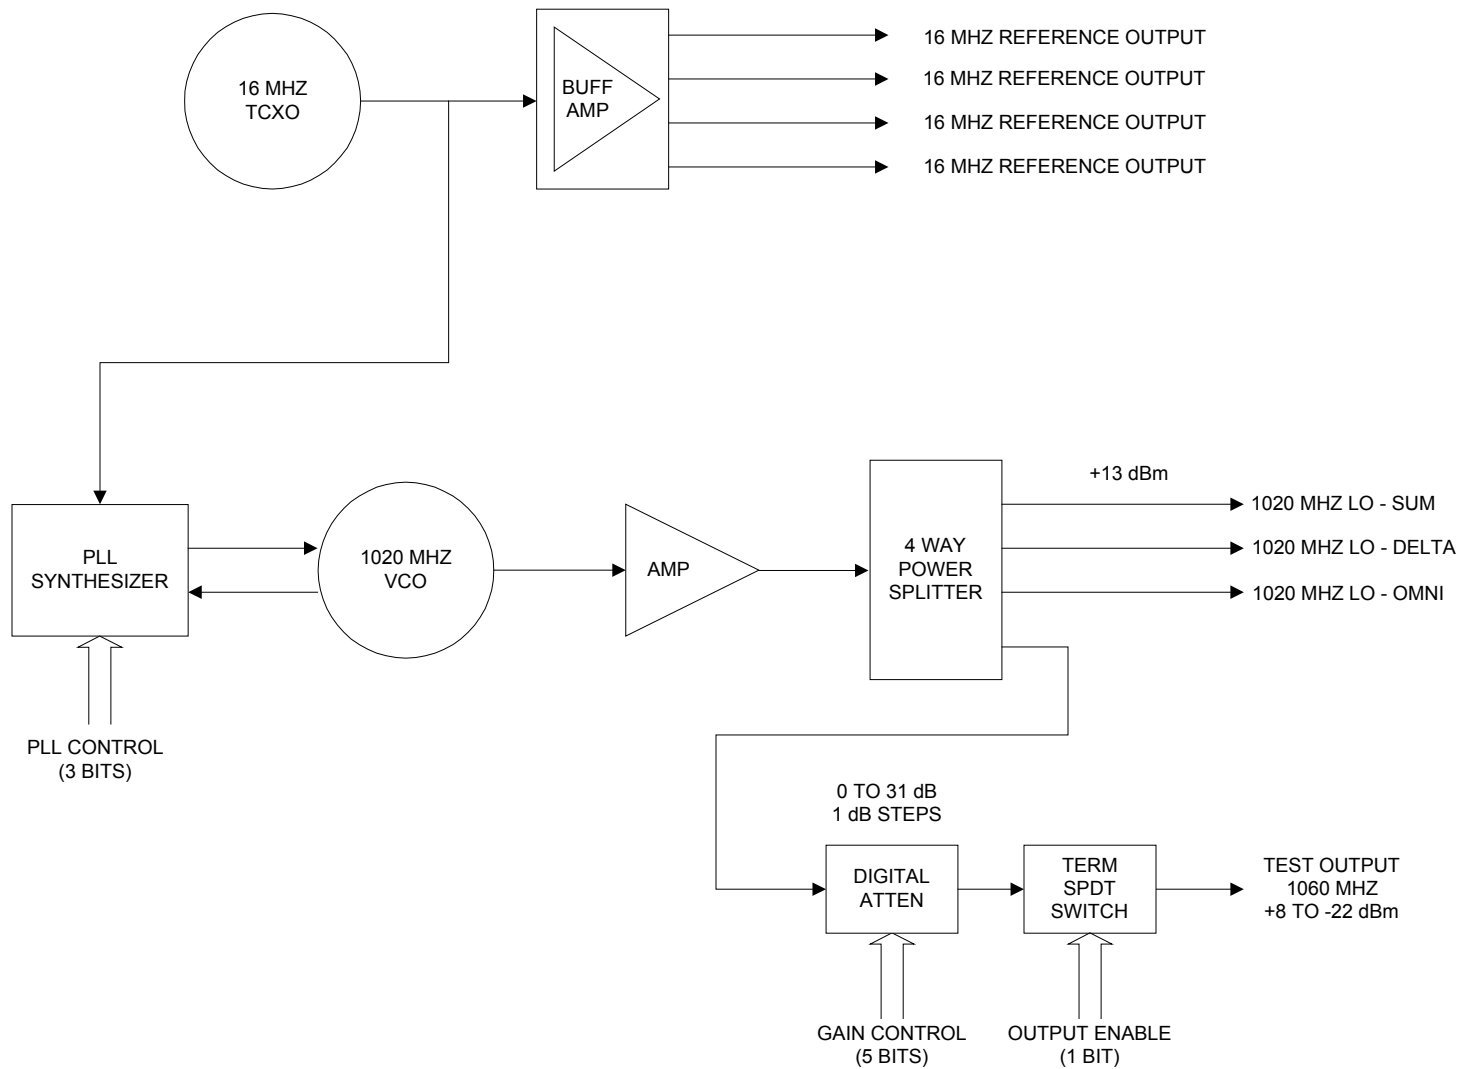 16 MHZ
TCXO
BUFF
AMP
16 MHZ REFERENCE OUTPUT
16 MHZ REFERENCE OUTPUT
16 MHZ REFERENCE OUTPUT
16 MHZ REFERENCE OUTPUT
PLL
SYNTHESIZER
1020 MHZ
VCO
AMP
4 WAY
POWER
SPLITTER
+13 dBm
1020 MHZ LO - SUM
1020 MHZ LO - DELTA
1020 MHZ LO - OMNI
PLL CONTROL
(3 BITS)
0 TO 31 dB
1 dB STEPS
DIGITAL
ATTEN
TERM
SPDT
SWITCH
TEST OUTPUT
1060 MHZ
+8 TO -22 dBm
GAIN CONTROL
(5 BITS)
OUTPUT ENABLE
(1 BIT)